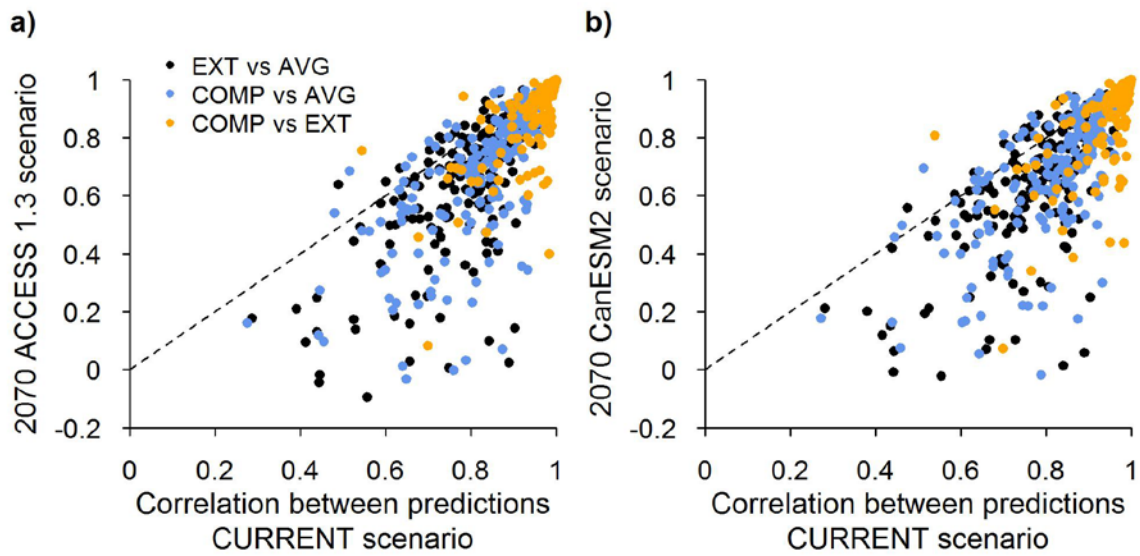 a)
EXT vs AVG
COMP vs AVG
COMP vs EXT
2070 ACCESS 1.3 scenario
1
0.8
0.6
0.4
0.2
0
-0.2
0 0.2 0.4 0.6 0.8 1
Correlation between predictions
CURRENT scenario
b)
2070 CanESM2 scenario
1
0.8
0.6
0.4
0.2
0
-0.2
0 0.2 0.4 0.6 0.8 1
Correlation between predictions
CURRENT scenario